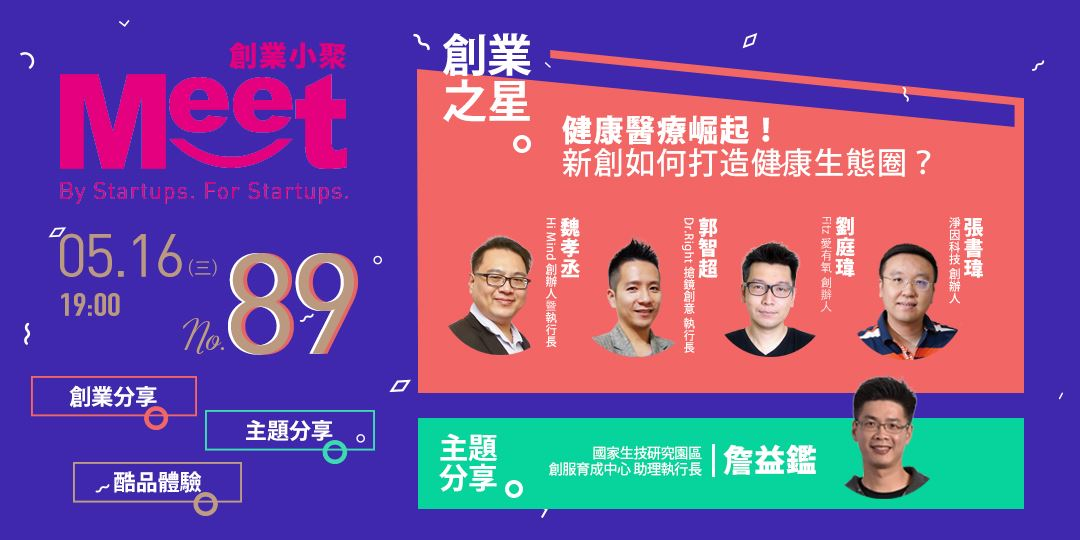 創業小聚
Meet
By Startups. For Startups.
05.16 (三)
19:00
No. 89
創業分享
主題分享
酷品體驗
創業
之星
健康醫療崛起！
新創如何打造健康生態圈？
魏孝丞
Hi Mind 創辦人暨執行長
郭智超
Dr.Right 搶鏡創意 執行長
劉庭瑋
Fitz 愛有氧 創辦人
張書瑋
淨因科技 創辦人
主題
分享
國家生技研究園區
創服育成中心 助理執行長
詹益鑑